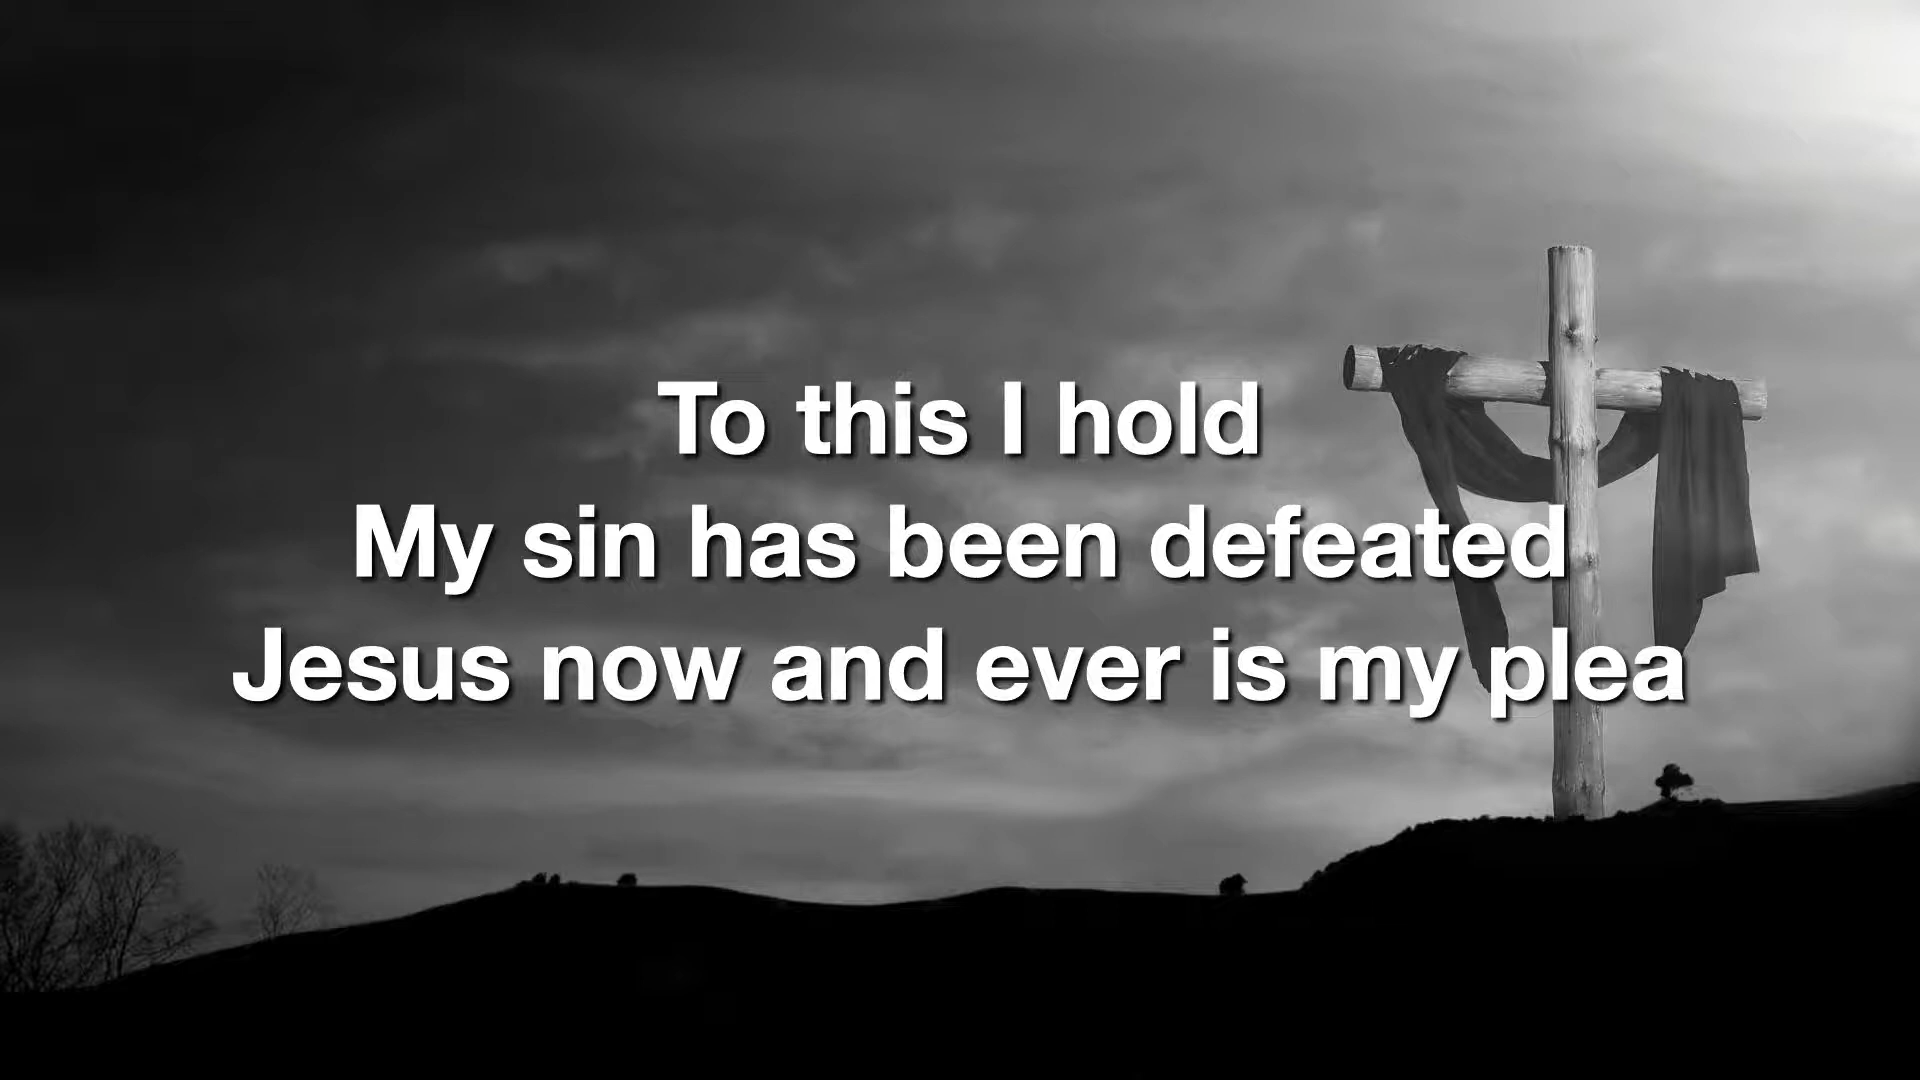 To this I hold
My sin has been defeated
Jesus now and ever is my plea